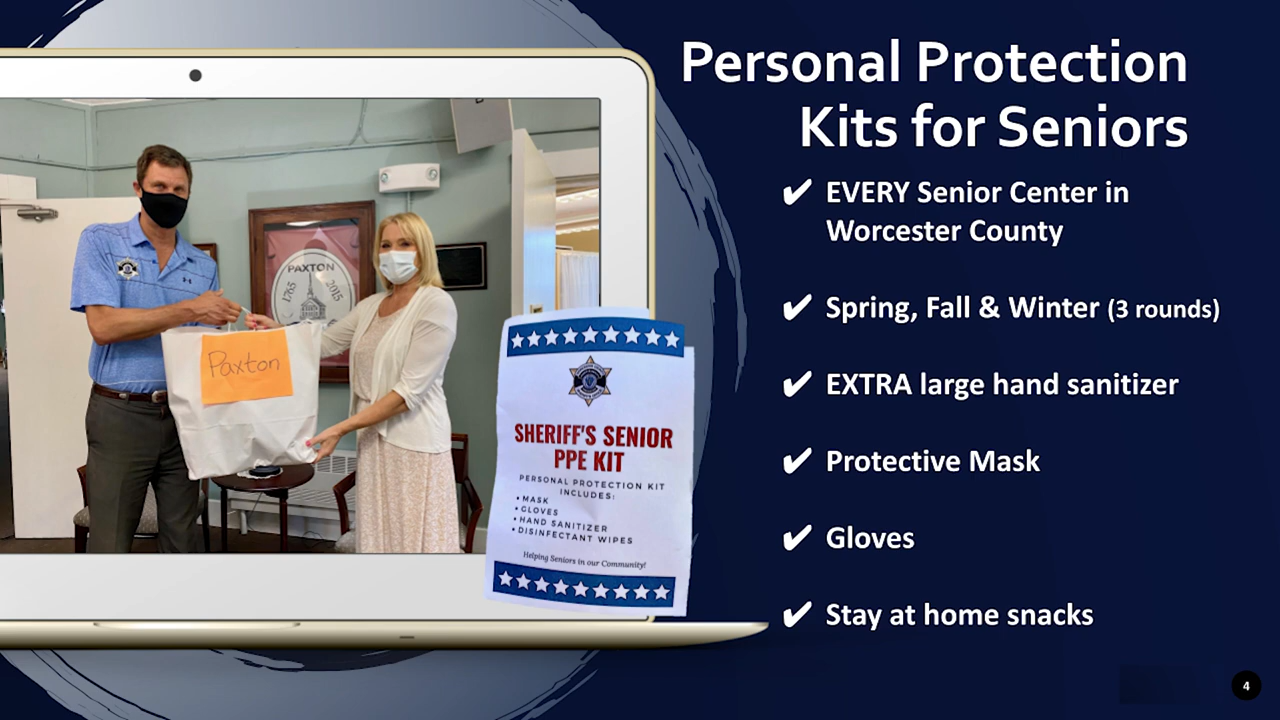 Personal Protection
Kits for Seniors
✔ EVERY Senior Center in
Worcester County
✔ Spring, Fall & Winter (3 rounds)
✔ EXTRA large hand sanitizer
✔ Protective Mask
✔ Gloves
✔ Stay at home snacks
PAXTON
1765 2015
Paxton
SHERIFF'S SENIOR
PPE KIT
PERSONAL PROTECTION KIT
INCLUDES:
• MASK
• GLOVES
• HAND SANITIZER
• DISINFECTANT WIPES
Helping Seniors in our Community!
4